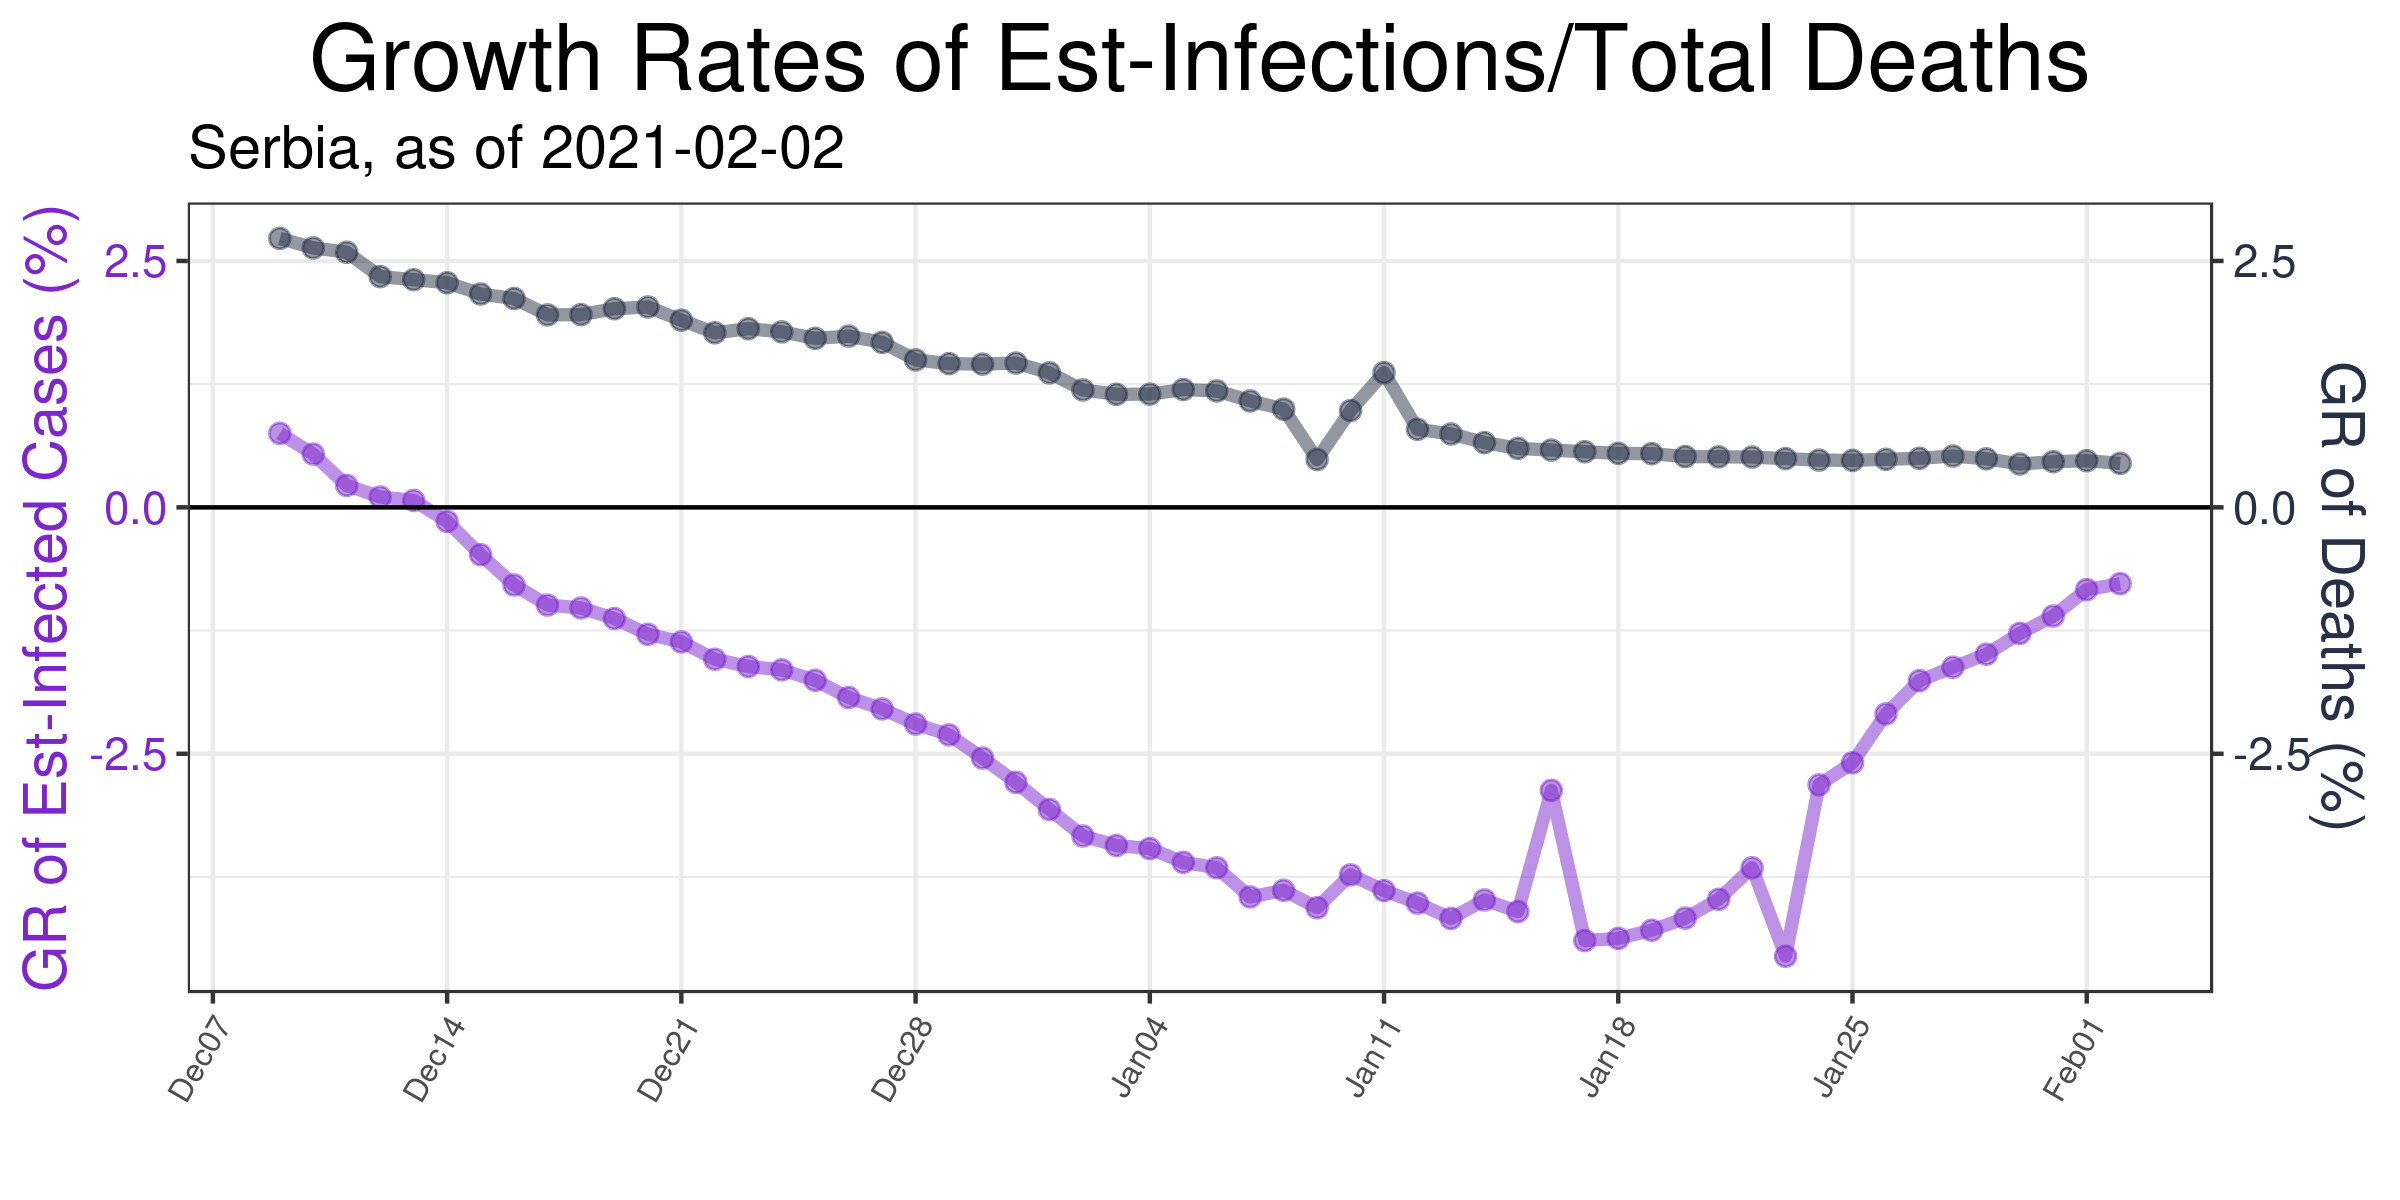 Growth Rates of Est-Infections/Total Deaths
Serbia, as of 2021-02-02
GR of Est-Infected Cases (%)
2.5
0.0
-2.5
2.5
0.0
-2.5
GR of Deaths (%)
Dec07
Dec14
Dec21
Dec28
Jan04
Jan11
Jan18
Jan25
Feb01